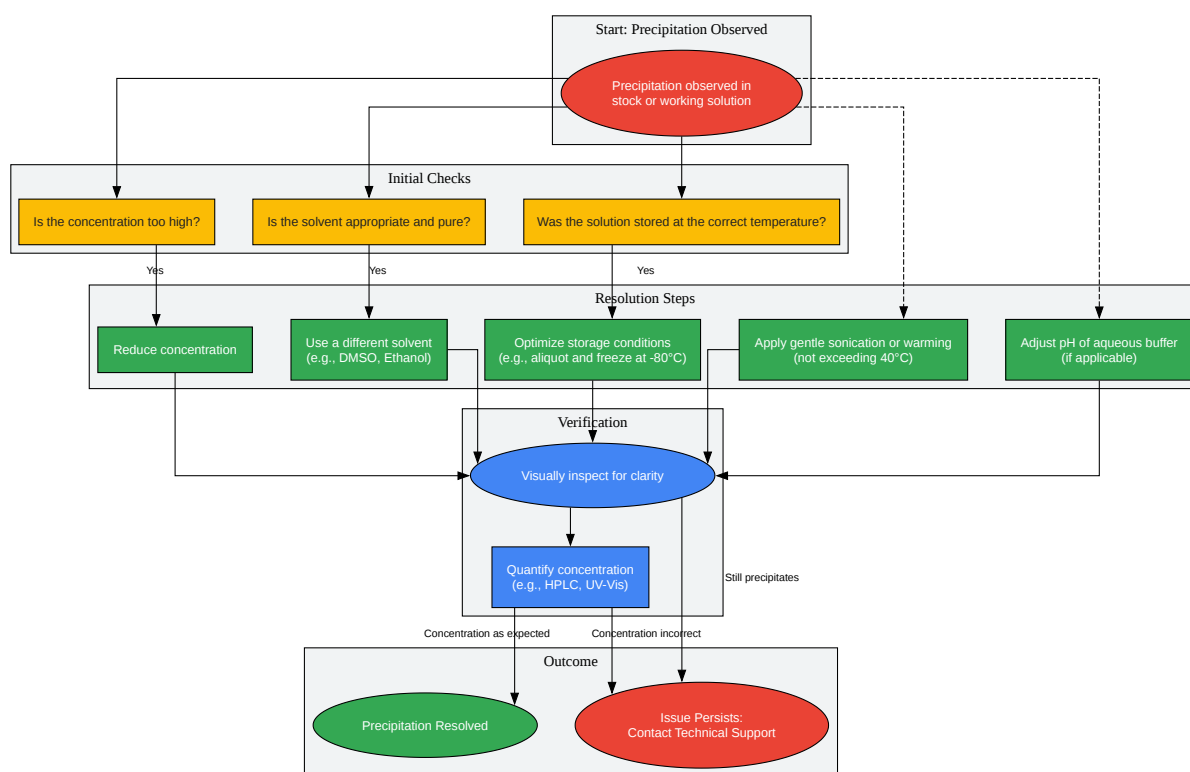 Start: Precipitation Observed
Precipitation observed in
stock or working solution
Initial Checks
Is the concentration too high?
Is the solvent appropriate and pure?
Was the solution stored at the correct temperature?
Yes
Yes
Yes
Resolution Steps
Reduce concentration
Use a different solvent
(e.g., DMSO, Ethanol)
Optimize storage conditions
(e.g., aliquot and freeze at -80°C)
Apply gentle sonication or warming
(not exceeding 40°C)
Adjust pH of aqueous buffer
(if applicable)
Verification
Visually inspect for clarity
Quantify concentration
(e.g., HPLC, UV-Vis)
Still precipitates
Concentration as expected
Concentration incorrect
Outcome
Precipitation Resolved
Issue Persists:
Contact Technical Support